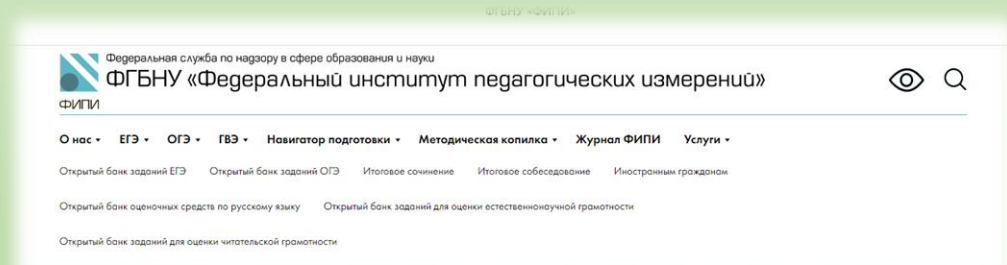 ФГБНУ «ФИПИ»
Федеральная служба по надзору в сфере образования и науки
ФГБНУ «Федеральный институт педагогических измерений»
ФИПИ
О нас ЕГЭ ОГЭ ГВЭ Навигатор подготовки Методическая копилка Журнал ФИПИ Услуги
Открытый банк заданий ЕГЭ Открытый банк заданий ОГЭ Итоговое сочинение Итоговое собеседование Иностранным гражданам
Открытый банк оценочных средств по русскому языку Открытый банк заданий для оценки естественнонаучной грамотности
Открытый банк заданий для оценки читательской грамотности